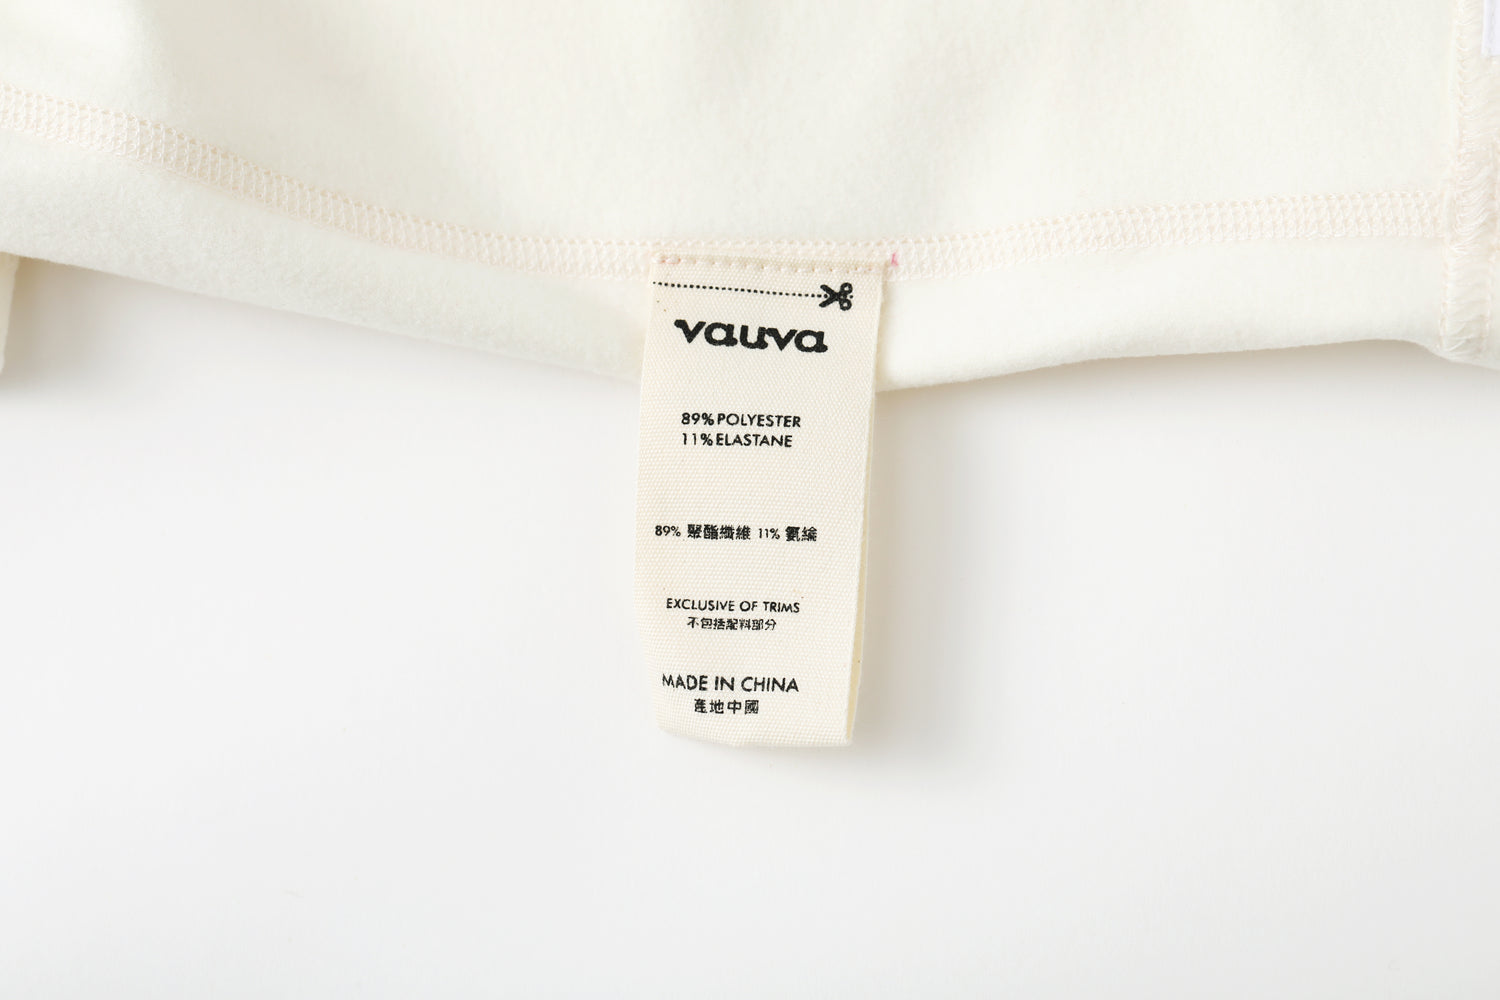 vauva
89% POLYESTER
11% ELASTANE
89% 聚酯纖維 11% 氨綸
EXCLUSIVE OF TRIMS
不包括配料部分
MADE IN CHINA
產地中國